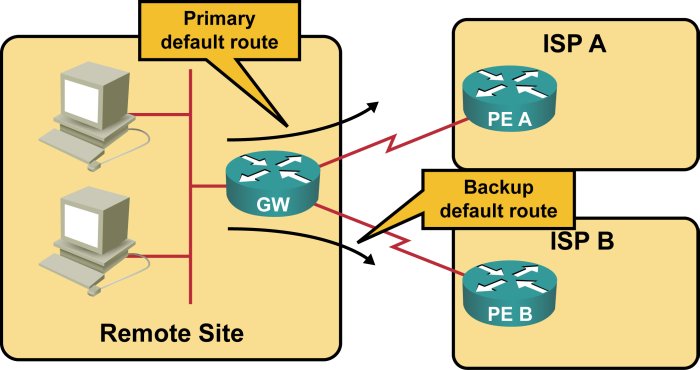 Primary
default route
ISP A
PE A
GW
Backup
default route
ISP B
PE B
Remote Site